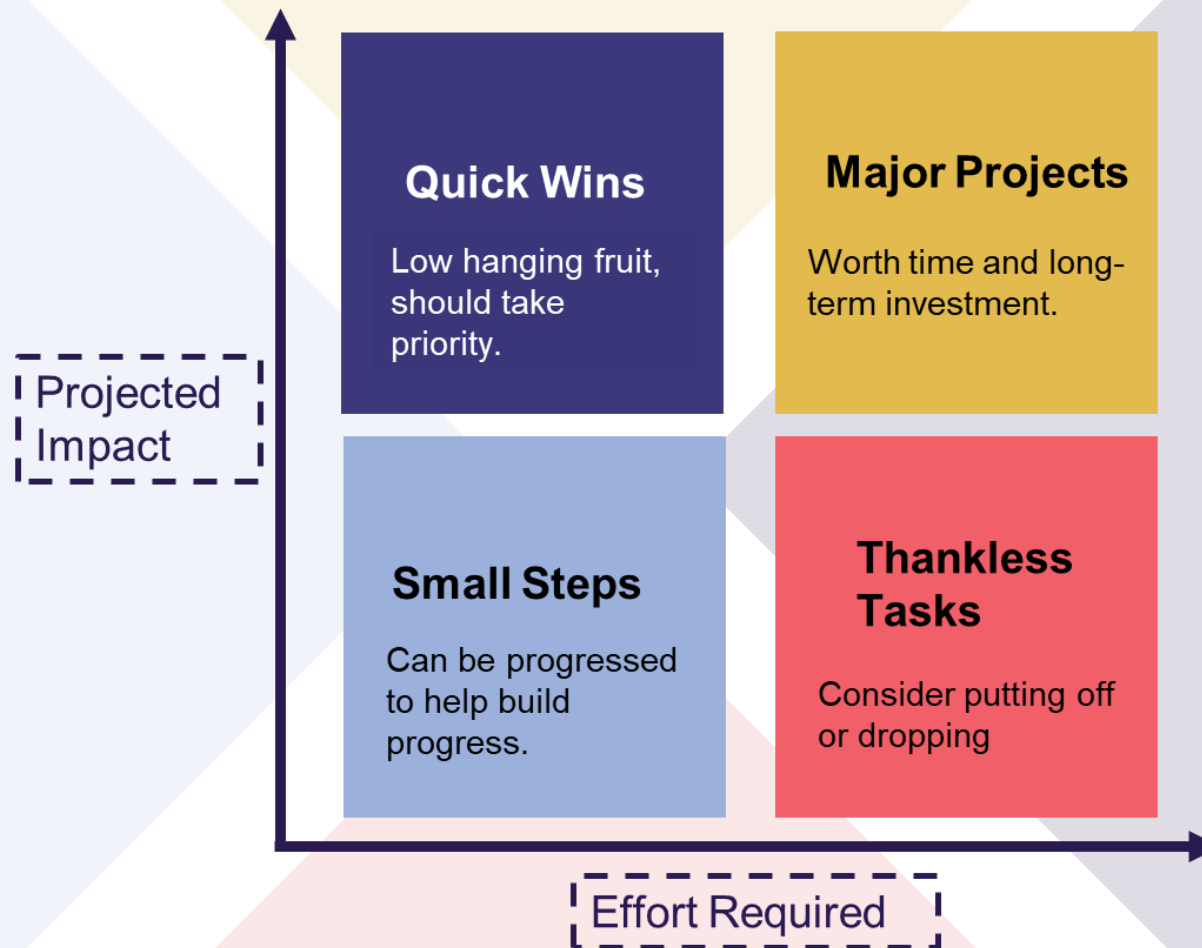 Quick Wins
Low hanging fruit,
should take
priority.
Major Projects
Worth time and long-
term investment.
Projected
Impact
Small Steps
Can be progressed
to help build
progress.
Thankless
Tasks
Consider putting off
or dropping
Effort Required